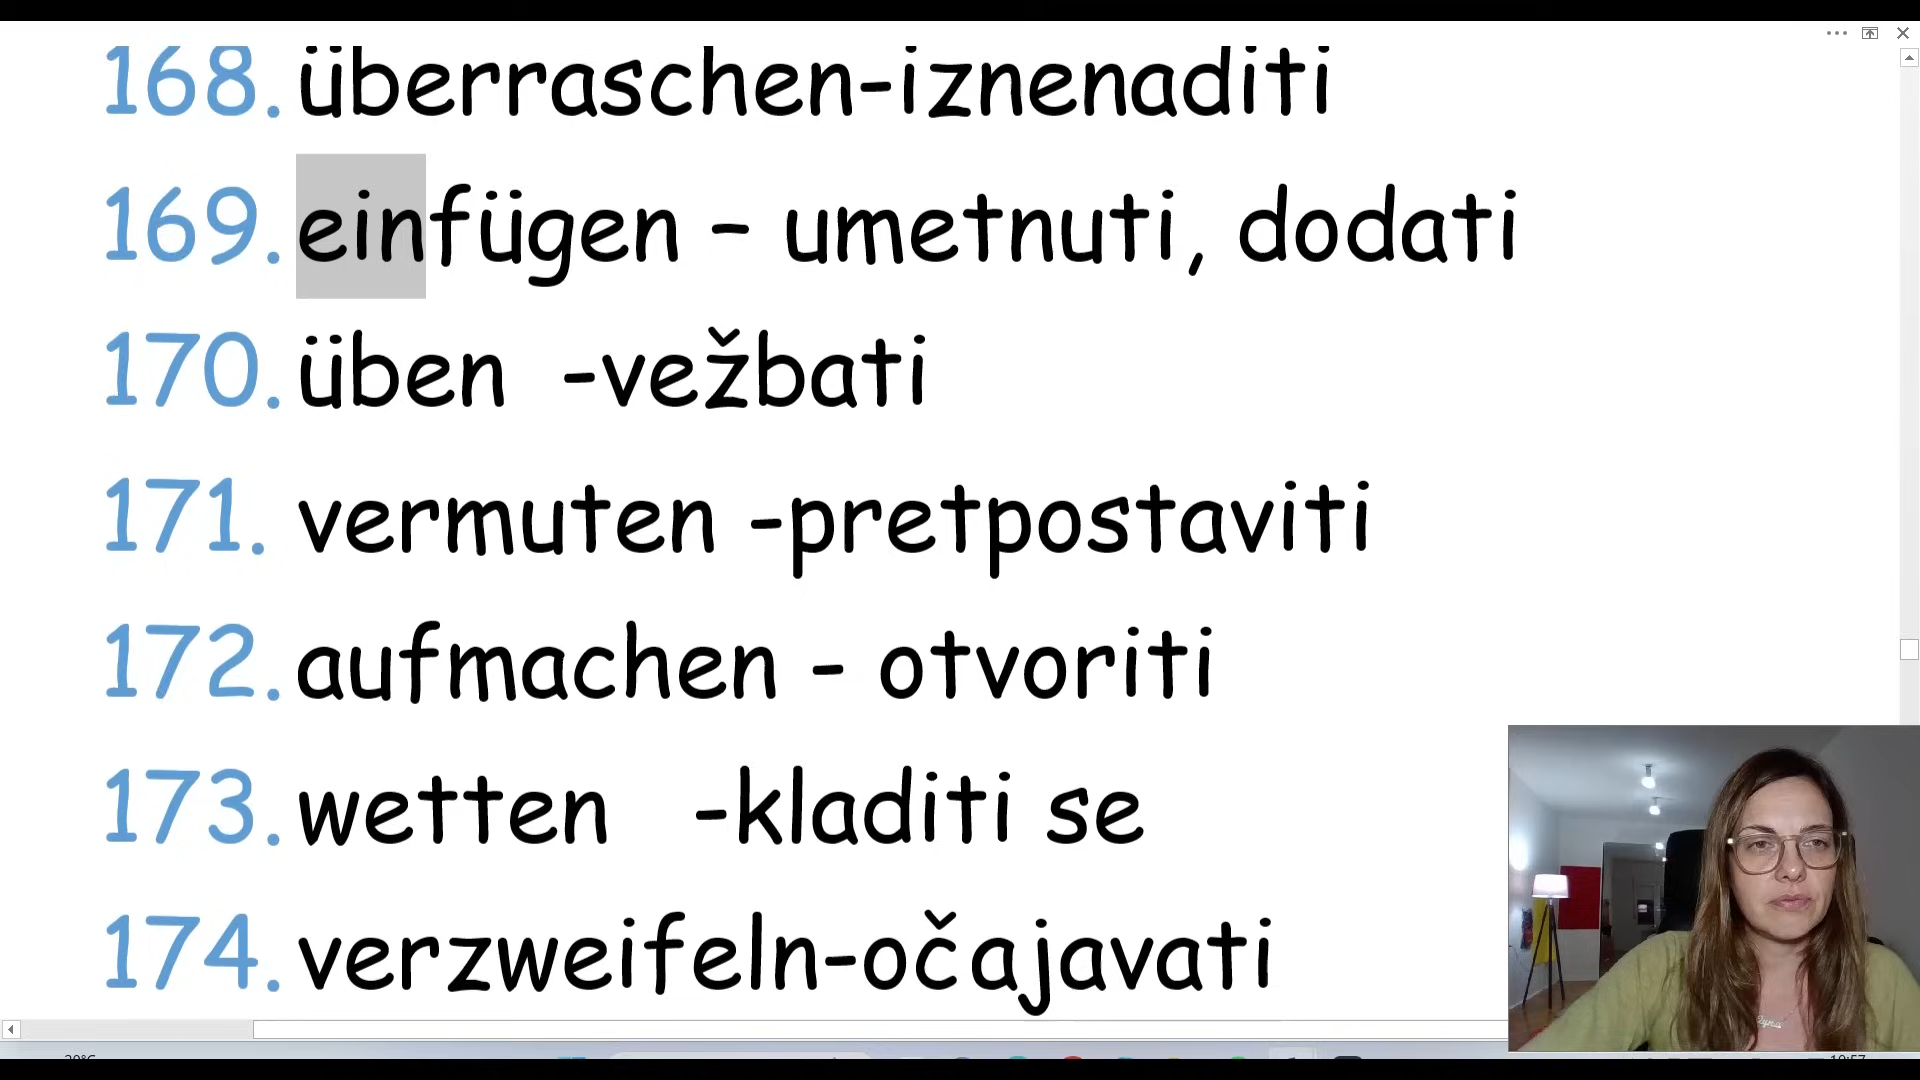 168. überraschen-iznenaditi
169. einfügen – umetnuti, dodati
170. üben -vežbati
171. vermuten -pretpostaviti
172. aufmachen - otvoriti
173. wetten -kladiti se
174. verzweifeln-očajavati